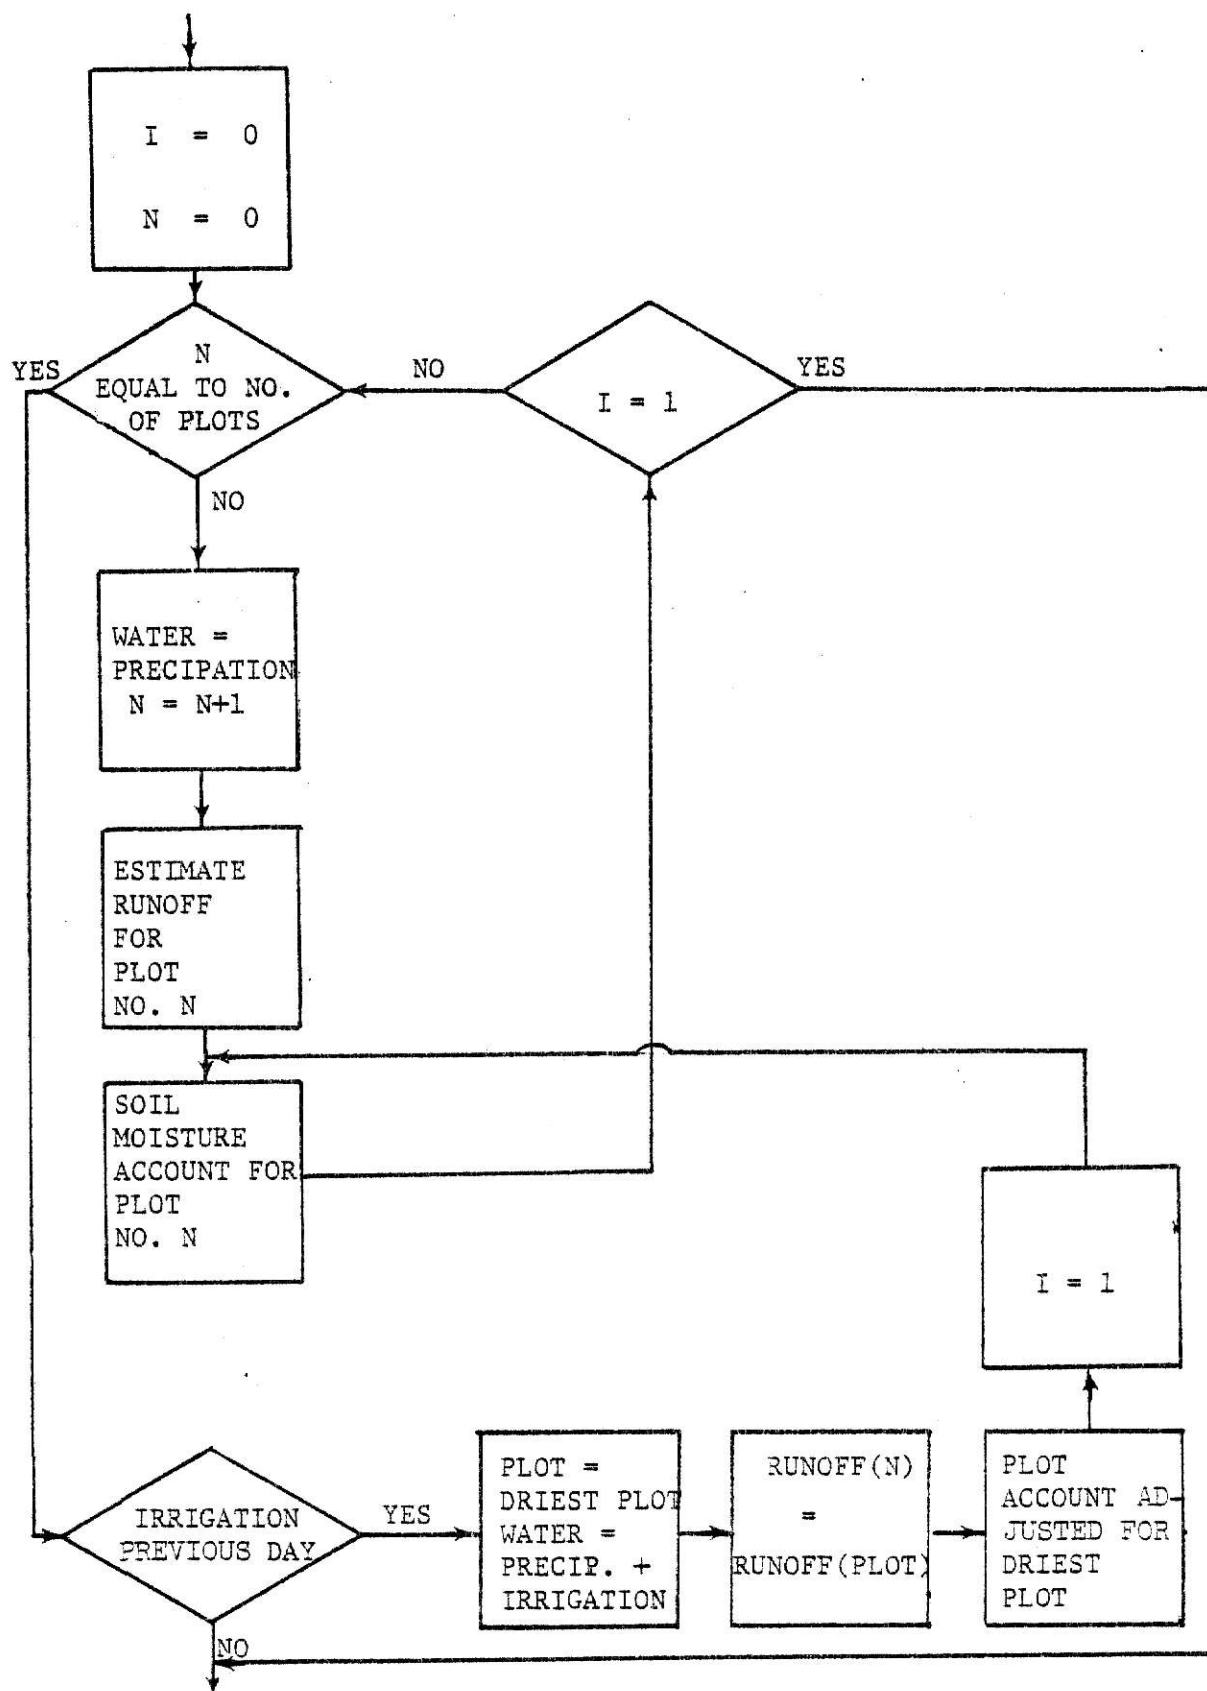 I = 0
N = 0
N
EQUAL TO NO.
OF PLOTS
YES
NO
I = 1
YES
NO
WATER =
PRECIPATION
N = N+1
ESTIMATE
RUNOFF
FOR
PLOT
NO. N
SOIL
MOISTURE
ACCOUNT FOR
PLOT
NO. N
I = 1
IRRIGATION
PREVIOUS DAY
YES
PLOT =
DRIEST PLOT
WATER =
PRECIP. +
IRRIGATION
RUNOFF(N)
=
RUNOFF(PLOT)
PLOT
ACCOUNT AD-
JUSTED FOR
DRIEST
PLOT
NO